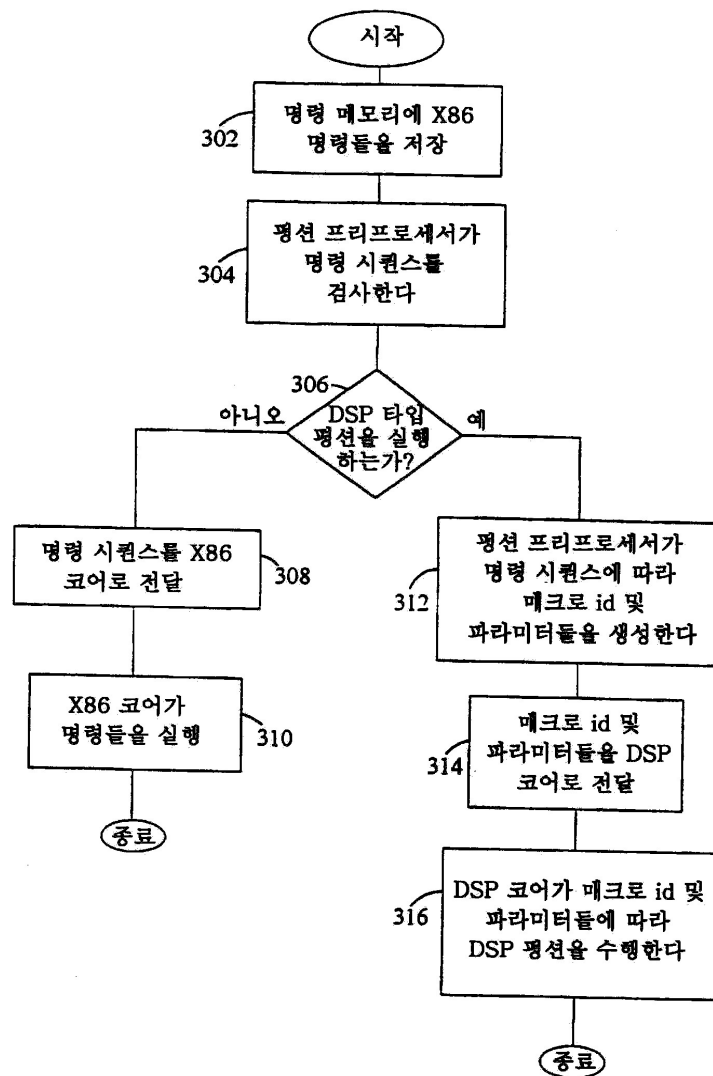 시작
명령 메모리에 X86
명령들을 저장
302
펑션 프리프로세서가
명령 시퀀스를
검사한다
304
306
DSP 타입
펑션을 실행
하는가?
아니오
예
명령 시퀀스를 X86
코어로 전달
308
X86 코어가
명령들을 실행
310
종료
펑션 프리프로세서가
명령 시퀀스에 따라
매크로 id 및
파라미터들을 생성한다
312
매크로 id 및
파라미터들을 DSP
코어로 전달
314
DSP 코어가 매크로 id 및
파라미터들에 따라
DSP 펑션을 수행한다
316
종료